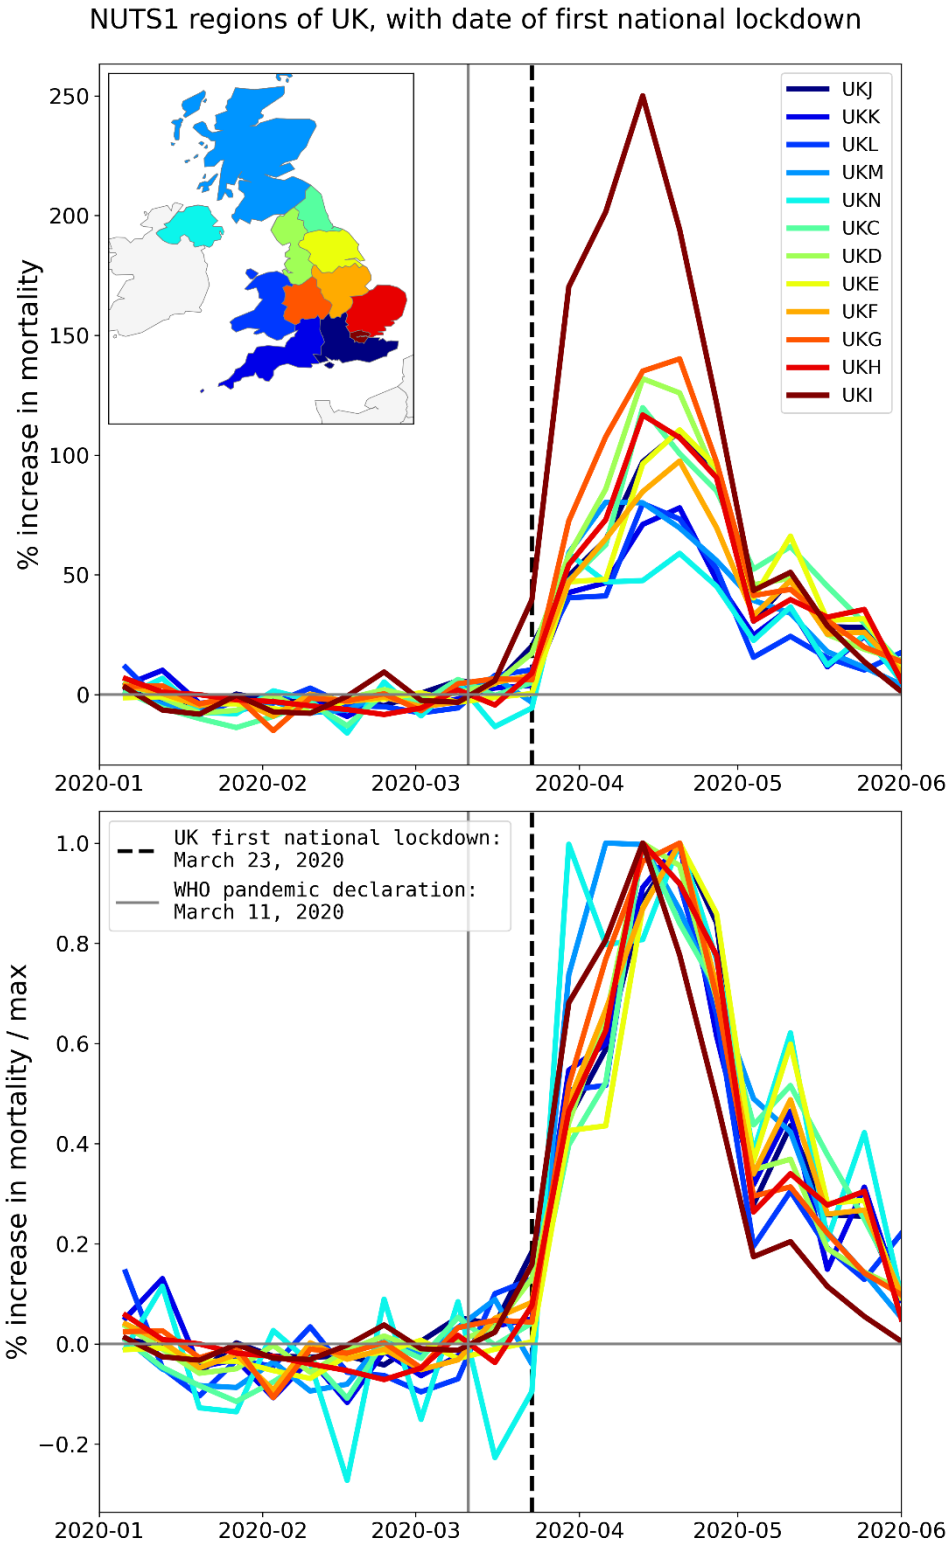 NUTS1 regions of UK, with date of first national lockdown
% increase in mortality
250
200
150
100
50
0
UKJ
UKK
UKL
UKM
UKN
UKC
UKD
UKE
UKF
UKG
UKH
UKI
2020-01 2020-02 2020-03 2020-04 2020-05 2020-06
% increase in mortality / max
1.0
0.8
0.6
0.4
0.2
0.0
−0.2
UK first national lockdown:
March 23, 2020
WHO pandemic declaration:
March 11, 2020
2020-01 2020-02 2020-03 2020-04 2020-05 2020-06